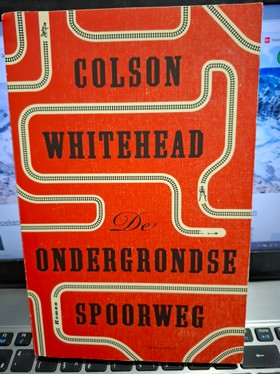 COLSON
WHITEHEAD
De
ONDERGRONDSE
SPOORWEG